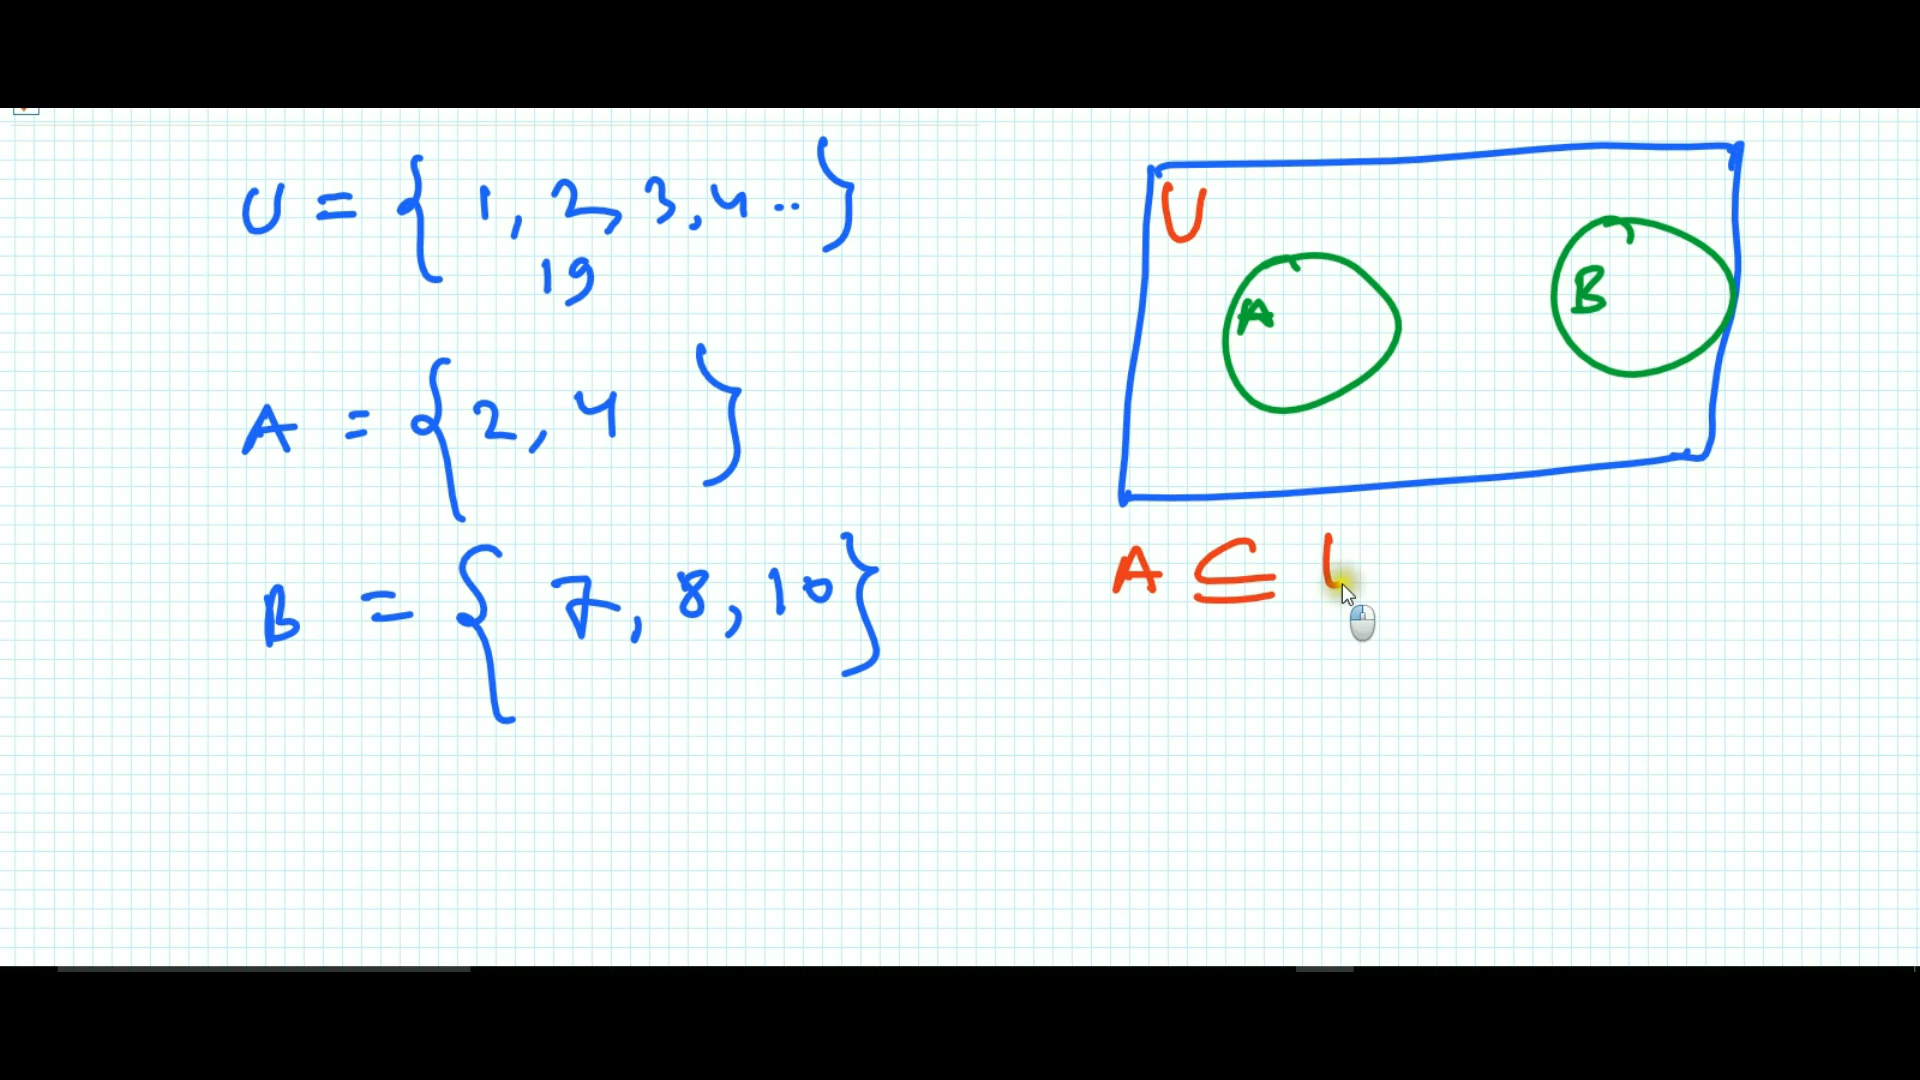 U = { 1, 2, 3, 4 .. }
19
A = { 2, 4 }
B = { 7, 8, 10 }
U
A
B
A ⊆